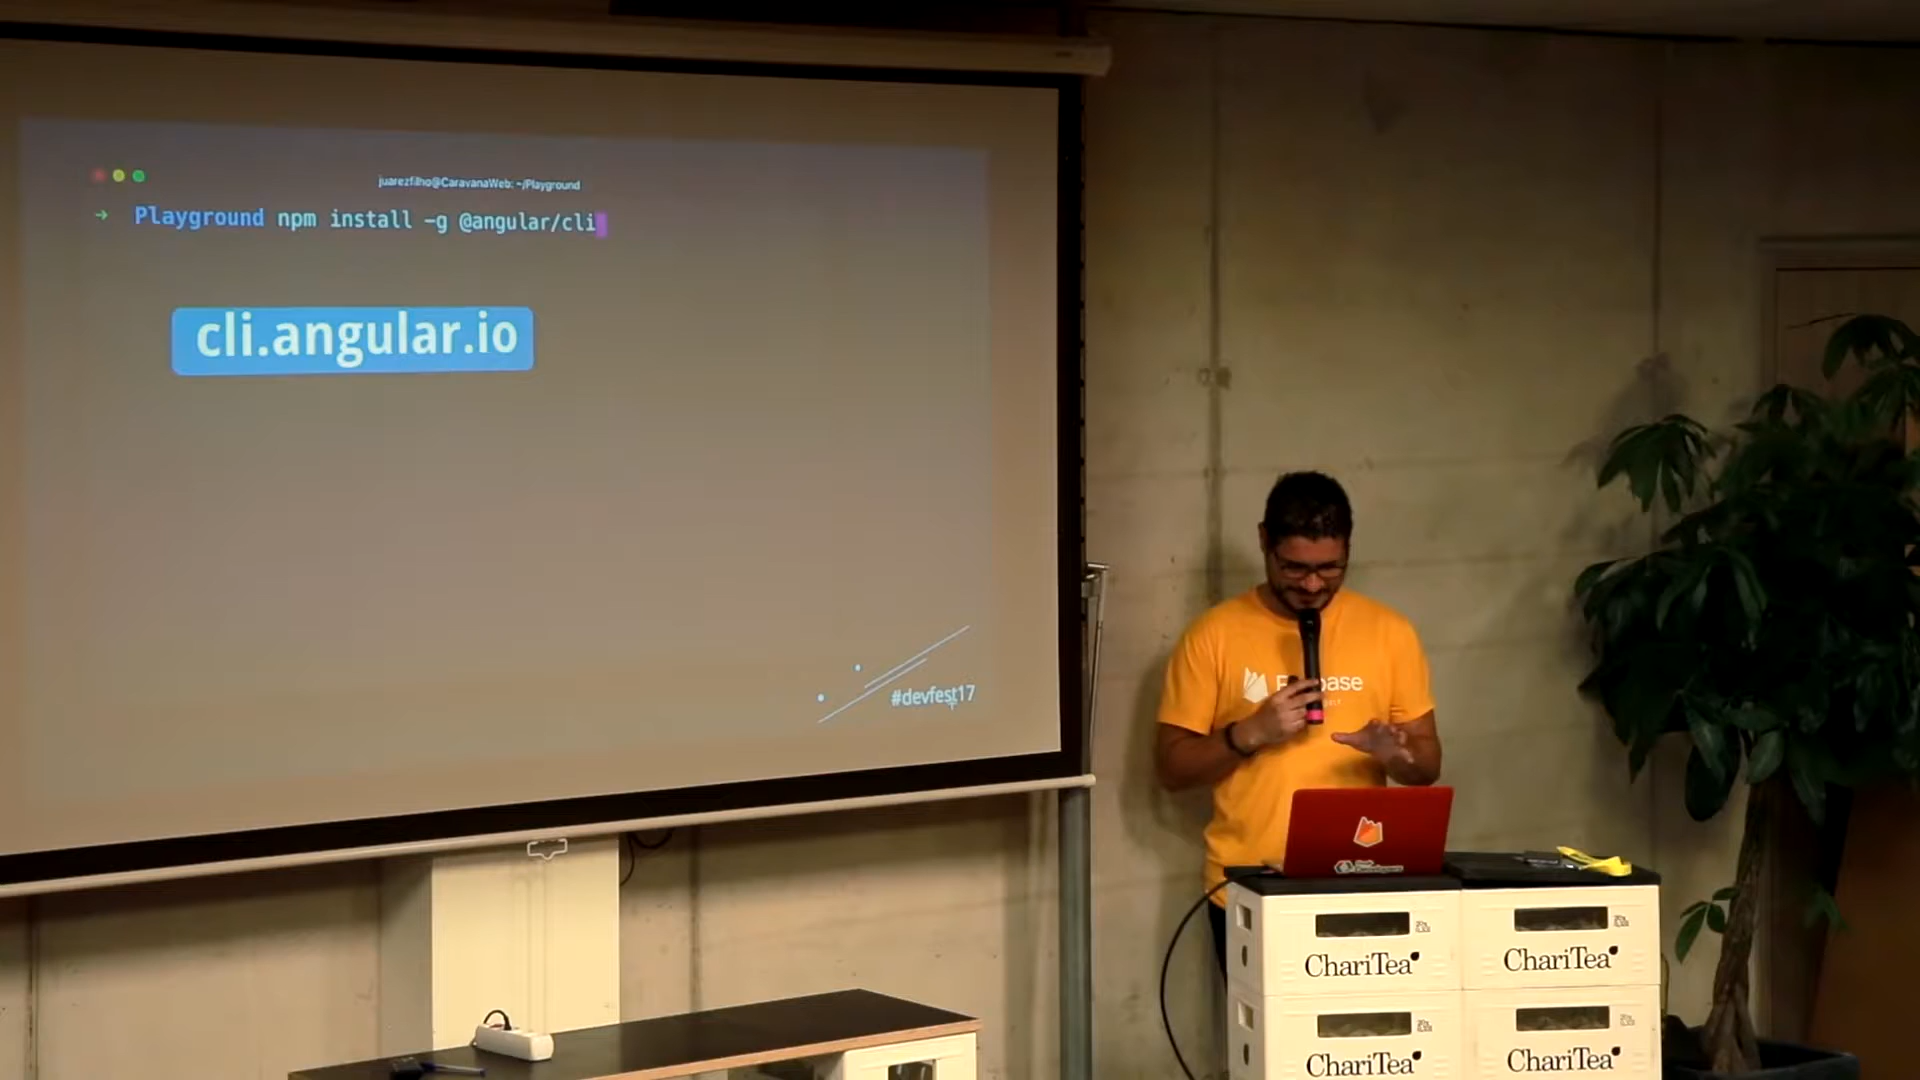 juarezfilho@CaravanaWeb: ~/Playground
→ Playground npm install -g @angular/cli
cli.angular.io
#devfest17
ChariTea
ChariTea
ChariTea
ChariTea